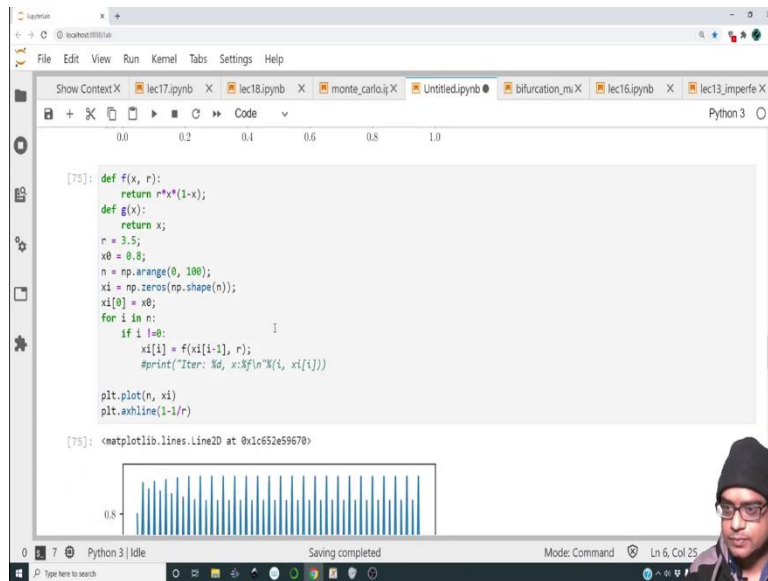 JupyterLab
localhost:8888/lab
File Edit View Run Kernel Tabs Settings Help
Show Context X lec17.ipynb X lec18.ipynb X monte_carlo.ip X Untitled.ipynb bifurcation_ma X lec16.ipynb X lec13_imperfe X
Code Python 3
0.0 0.2 0.4 0.6 0.8 1.0
[75]: def f(x, r):
return r*x*(1-x);
def g(x):
return x;
r = 3.5;
x0 = 0.8;
n = np.arange(0, 100);
xi = np.zeros(np.shape(n));
xi[0] = x0;
for i in n:
if i !=0:
xi[i] = f(xi[i-1], r);
#print("Iter: %d, x:%f\n"%(i, xi[i]))
plt.plot(n, xi)
plt.axhline(1-1/r)
[75]: <matplotlib.lines.Line2D at 0x1c652e59670>
0.8
0 7 Python 3 | Idle Saving completed Mode: Command Ln 6, Col 25
Type here to search